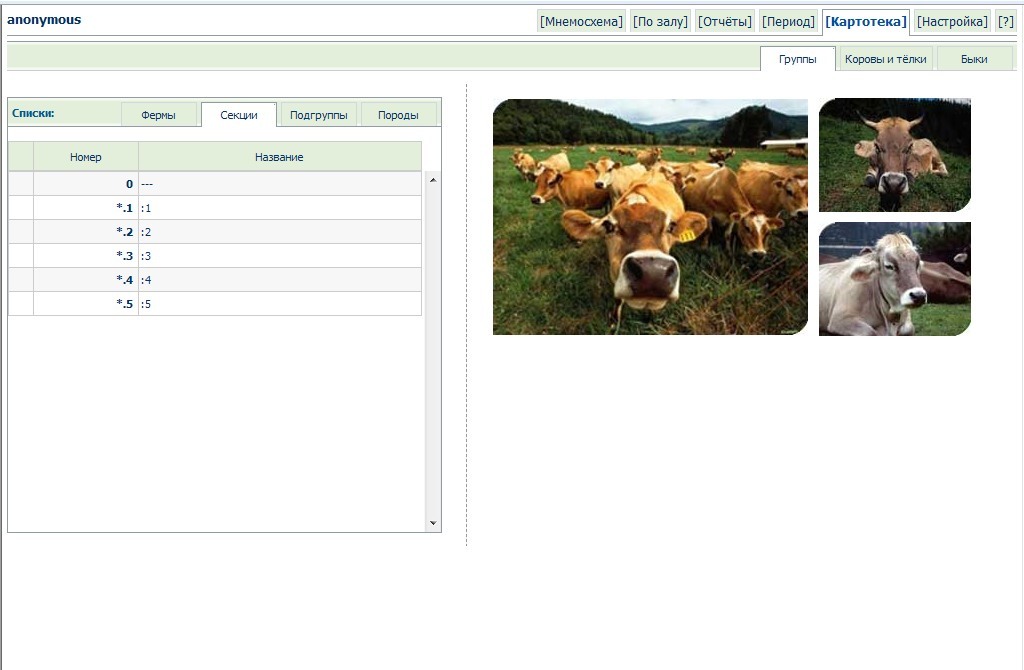 anonymous
[Мнемосхема] [По залу] [Отчёты] [Период] [Картотека] [Настройка] [?]
Группы Коровы и тёлки Быки
Списки: Фермы Секции Подгруппы Породы
Номер Название
0 ---
*.1 :1
*.2 :2
*.3 :3
*.4 :4
*.5 :5